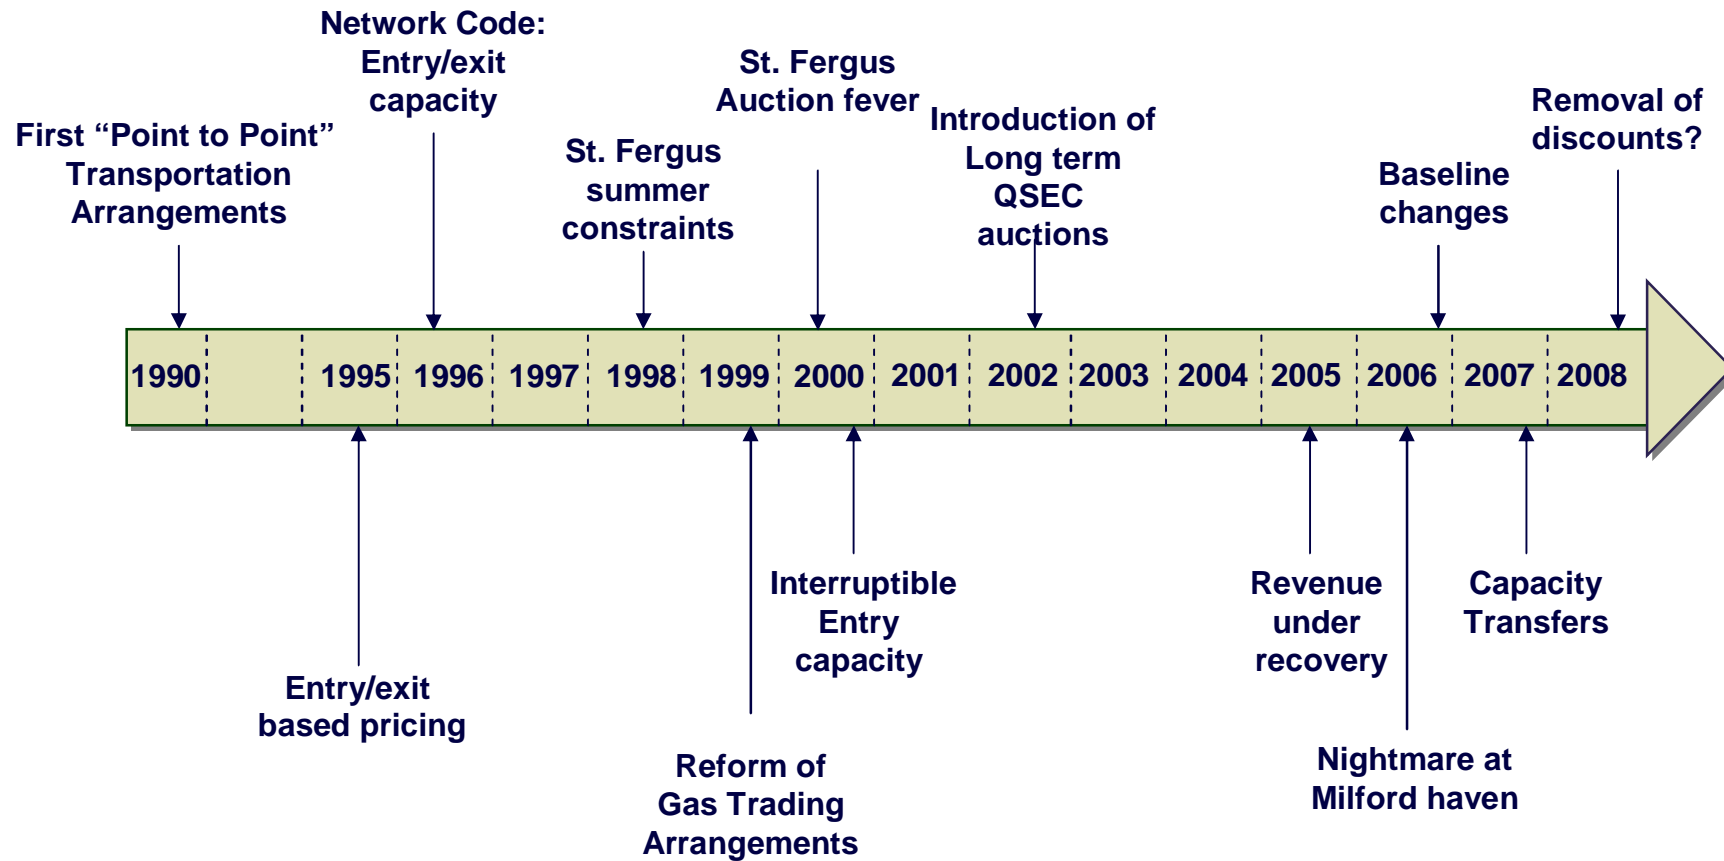 Network Code:
Entry/exit
capacity
First “Point to Point”
Transportation
Arrangements
St. Fergus
summer
constraints
St. Fergus
Auction fever
Introduction of
Long term
QSEC
auctions
Baseline
changes
Removal of
discounts?
1990 1995 1996 1997 1998 1999 2000 2001 2002 2003 2004 2005 2006 2007 2008
Entry/exit
based pricing
Reform of
Gas Trading
Arrangements
Interruptible
Entry
capacity
Revenue
under
recovery
Nightmare at
Milford haven
Capacity
Transfers